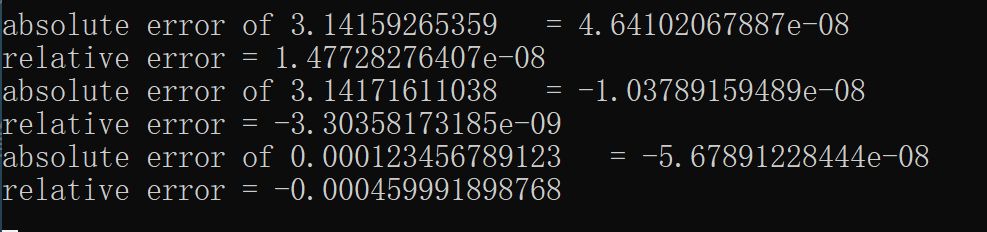 absolute error of 3.14159265359   = 4.64102067887e-08
relative error = 1.47728276407e-08
absolute error of 3.14171611038   = -1.03789159489e-08
relative error = -3.30358173185e-09
absolute error of 0.000123456789123   = -5.67891228444e-08
relative error = -0.000459991898768